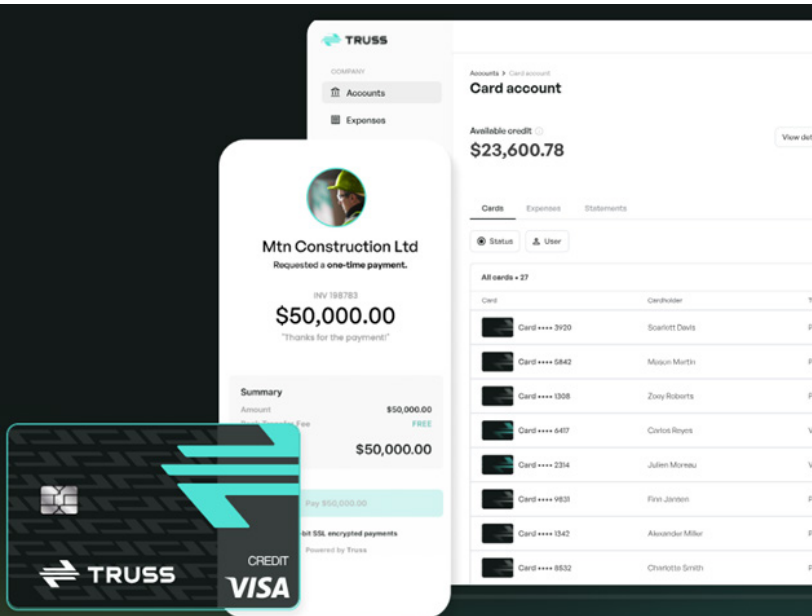 TRUSS
COMPANY
Accounts
Expenses
Accounts > Card account
Card account
Available credit
$23,600.78
View det
Cards Expenses Statements
Status User
All cards • 27
Card Cardholder T
Card •••• 3920 Scarlett Davis P
Card •••• 5842 Mason Martin P
Card •••• 1308 Zoey Roberts P
Card •••• 6417 Carlos Reyes V
Card •••• 2314 Julien Moreau V
Card •••• 9831 Finn Jansen P
Card •••• 1342 Alexander Miller P
Card •••• 8532 Charlotte Smith P
Mtn Construction Ltd
Requested a one-time payment.
INV 198783
$50,000.00
"Thanks for the payment!"
Summary
Amount $50,000.00
Fee FREE
$50,000.00
Pay $50,000.00
-bit SSL encrypted payments
Powered by Truss
TRUSS
CREDIT
VISA